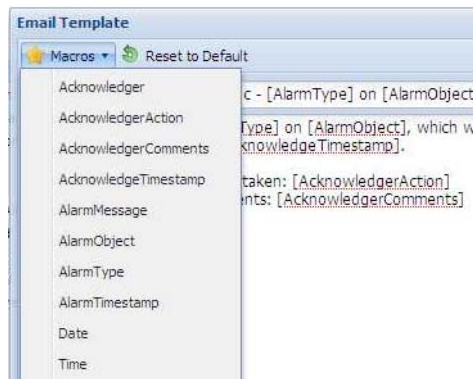 Email Template
Macros Reset to Default
Acknowledger
AcknowledgerAction
AcknowledgerComments
AcknowledgeTimestamp
AlarmMessage
AlarmObject
AlarmType
AlarmTimestamp
Date
Time
c - [AlarmType] on [AlarmObject
Type] on [AlarmObject], which w
knowledgeTimestamp].
taken: [AcknowledgerAction]
nts: [AcknowledgerComments]